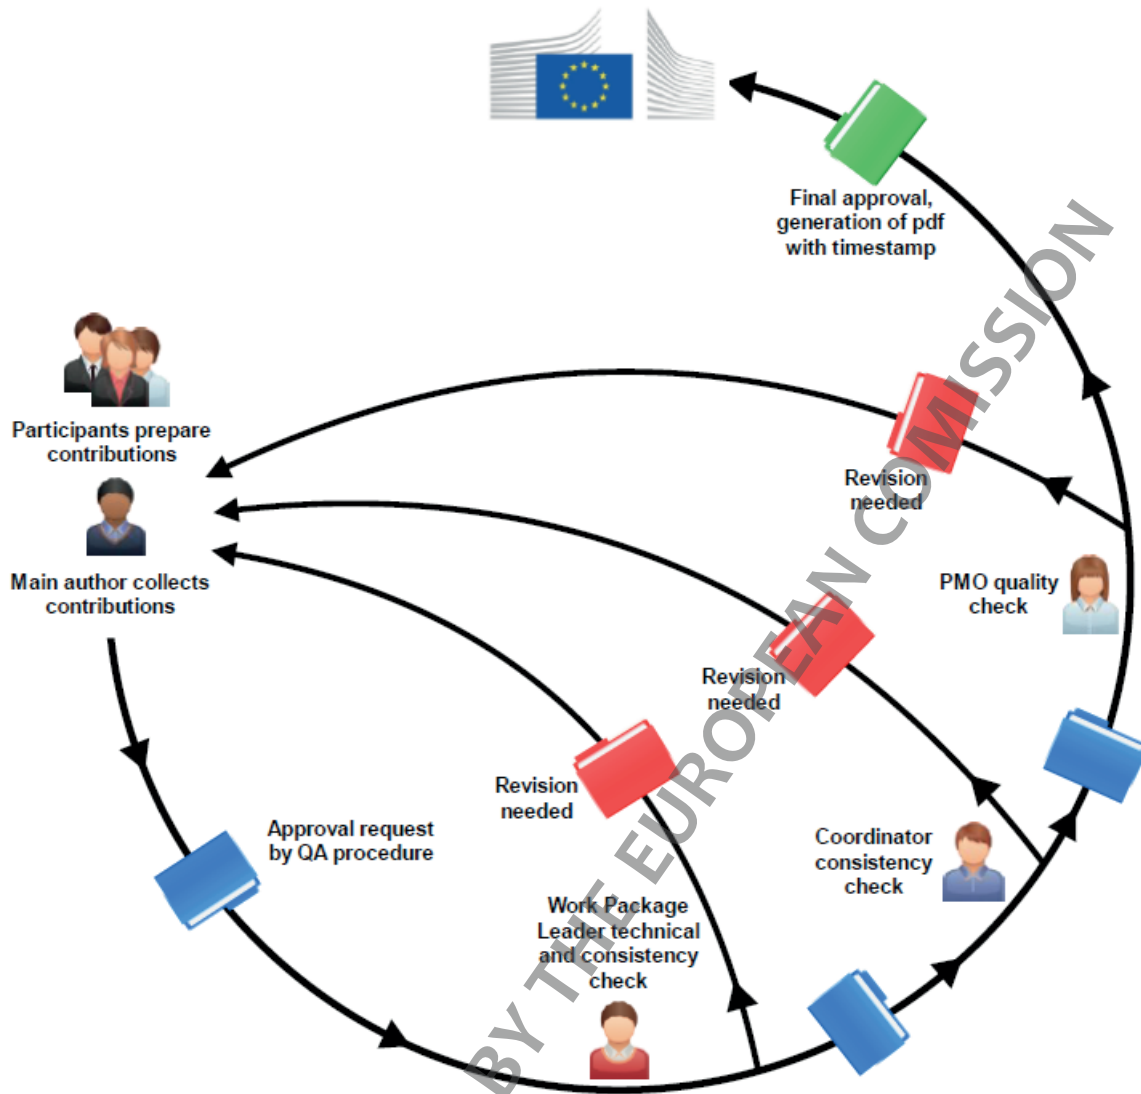 Final approval,
generation of pdf
with timestamp
Participants prepare
contributions
Main author collects
contributions
Revision
needed
PMO quality
check
Revision
needed
Revision
needed
Approval request
by QA procedure
Coordinator
consistency
check
Work Package
Leader technical
and consistency
check
BY THE EUROPEAN COMISSION